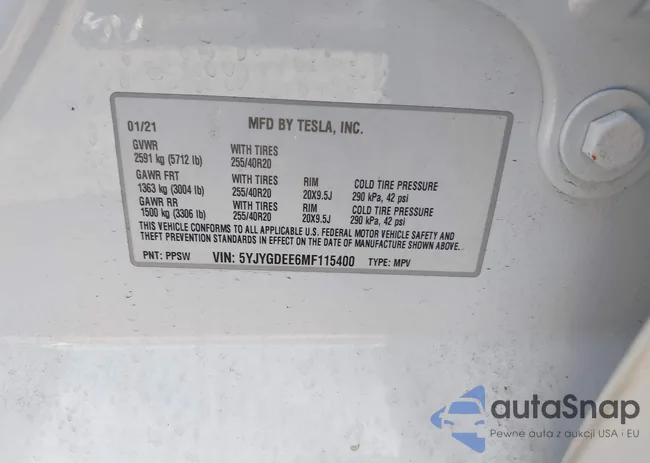 01/21 MFD BY TESLA, INC.
GVWR WITH TIRES
2591 kg (5712 lb) 255/40R20
GAWR FRT WITH TIRES RIM COLD TIRE PRESSURE
1363 kg (3004 lb) 255/40R20 20X9.5J 290 kPa, 42 psi
GAWR RR WITH TIRES RIM COLD TIRE PRESSURE
1500 kg (3306 lb) 255/40R20 20X9.5J 290 kPa, 42 psi
THIS VEHICLE CONFORMS TO ALL APPLICABLE U.S. FEDERAL MOTOR VEHICLE SAFETY AND
THEFT PREVENTION STANDARDS IN EFFECT ON THE DATE OF MANUFACTURE SHOWN ABOVE.
PNT: PPSW VIN: 5YJYGDEE6MF115400 TYPE: MPV
autaSnap
Pewne auta z aukcji USA i EU